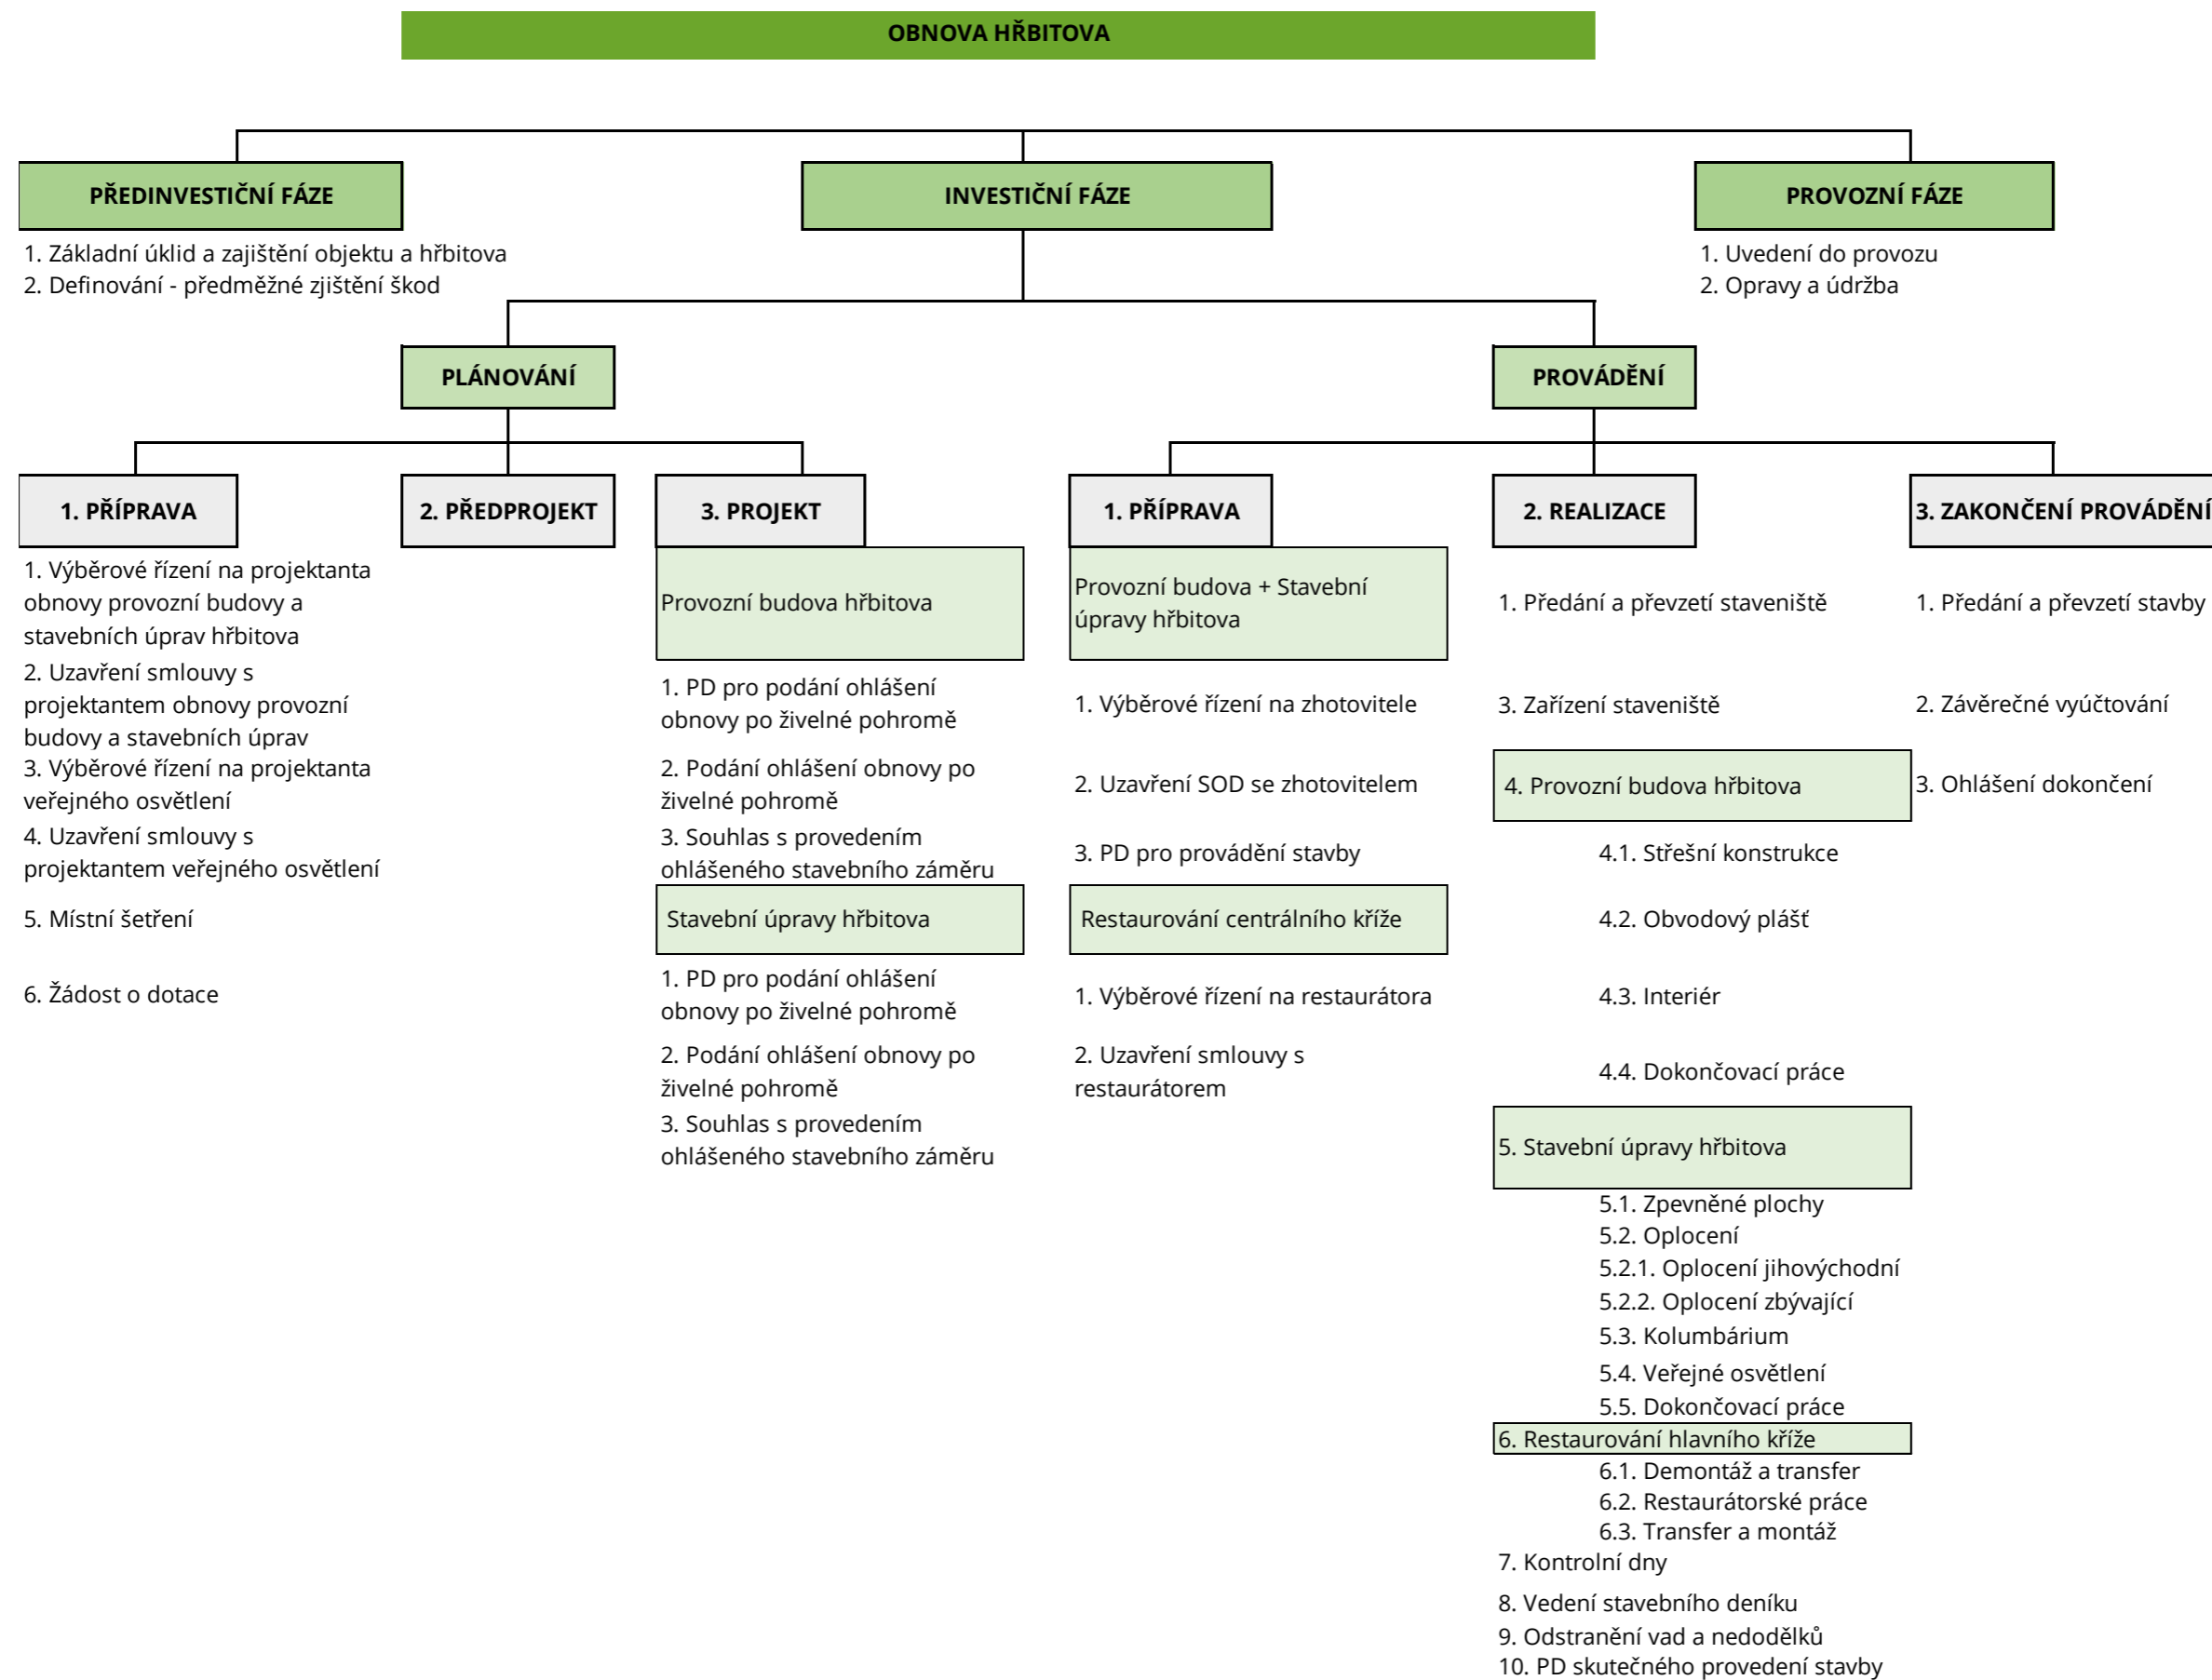 OBNOVA HŘBITOVA
PŘEDINVESTIČNÍ FÁZE
1. Základní úklid a zajištění objektu a hřbitova
2. Definování - předměžné zjištění škod
INVESTIČNÍ FÁZE
PROVOZNÍ FÁZE
1. Uvedení do provozu
2. Opravy a údržba
PLÁNOVÁNÍ
PROVÁDĚNÍ
1. PŘÍPRAVA
1. Výběrové řízení na projektanta
obnovy provozní budovy a
stavebních úprav hřbitova
2. Uzavření smlouvy s
projektantem obnovy provozní
budovy a stavebních úprav
3. Výběrové řízení na projektanta
veřejného osvětlení
4. Uzavření smlouvy s
projektantem veřejného osvětlení
5. Místní šetření
6. Žádost o dotace
2. PŘEDPROJEKT
3. PROJEKT
Provozní budova hřbitova
1. PD pro podání ohlášení
obnovy po živelné pohromě
2. Podání ohlášení obnovy po
živelné pohromě
3. Souhlas s provedením
ohlášeného stavebního záměru
Stavební úpravy hřbitova
1. PD pro podání ohlášení
obnovy po živelné pohromě
2. Podání ohlášení obnovy po
živelné pohromě
3. Souhlas s provedením
ohlášeného stavebního záměru
1. PŘÍPRAVA
Provozní budova + Stavební
úpravy hřbitova
1. Výběrové řízení na zhotovitele
2. Uzavření SOD se zhotovitelem
3. PD pro provádění stavby
Restaurování centrálního kříže
1. Výběrové řízení na restaurátora
2. Uzavření smlouvy s
restaurátorem
2. REALIZACE
1. Předání a převzetí staveniště
3. Zařízení staveniště
4. Provozní budova hřbitova
4.1. Střešní konstrukce
4.2. Obvodový plášť
4.3. Interiér
4.4. Dokončovací práce
5. Stavební úpravy hřbitova
5.1. Zpevněné plochy
5.2. Oplocení
5.2.1. Oplocení jihovýchodní
5.2.2. Oplocení zbývající
5.3. Kolumbárium
5.4. Veřejné osvětlení
5.5. Dokončovací práce
6. Restaurování hlavního kříže
6.1. Demontáž a transfer
6.2. Restaurátorské práce
6.3. Transfer a montáž
7. Kontrolní dny
8. Vedení stavebního deníku
9. Odstranění vad a nedodělků
10. PD skutečného provedení stavby
3. ZAKONČENÍ PROVÁDĚNÍ
1. Předání a převzetí stavby
2. Závěrečné vyúčtování
3. Ohlášení dokončení